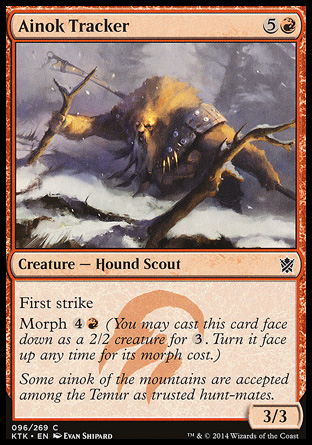 Ainok Tracker 5
Creature — Hound Scout
First strike
Morph 4 (You may cast this card face
down as a 2/2 creature for 3. Turn it face
up any time for its morph cost.)
Some ainok of the mountains are accepted
among the Temur as trusted hunt-mates.
3/3
096/269 C
KTK • EN Evan Shipard
™ & © 2014 Wizards of the Coast